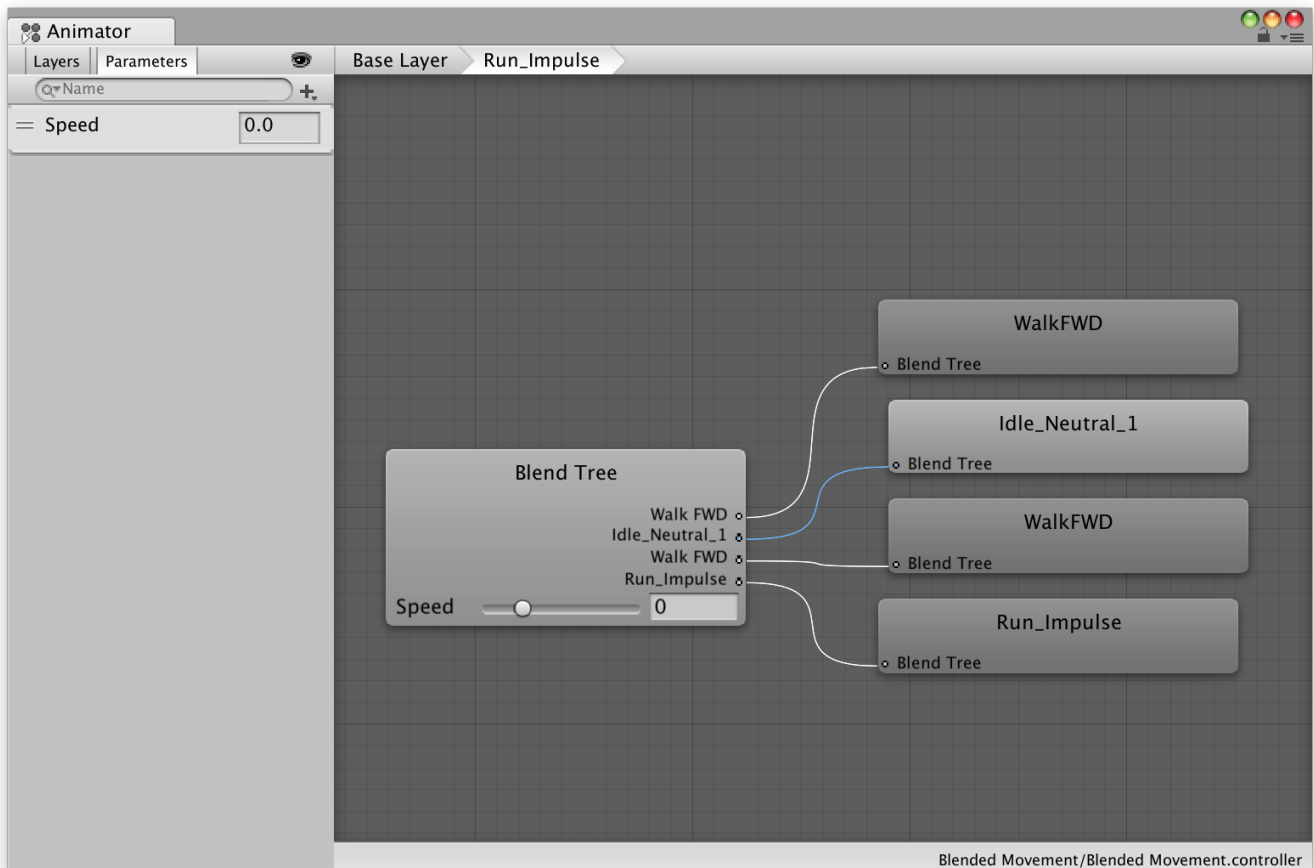 Animator
Layers Parameters
Base Layer Run_Impulse
Name
Speed 0.0
WalkFWD
Blend Tree
Idle_Neutral_1
Blend Tree
Blend Tree
Walk FWD
Idle_Neutral_1
Walk FWD
Run_Impulse
Speed 0
WalkFWD
Blend Tree
Run_Impulse
Blend Tree
Blended Movement/Blended Movement.controller